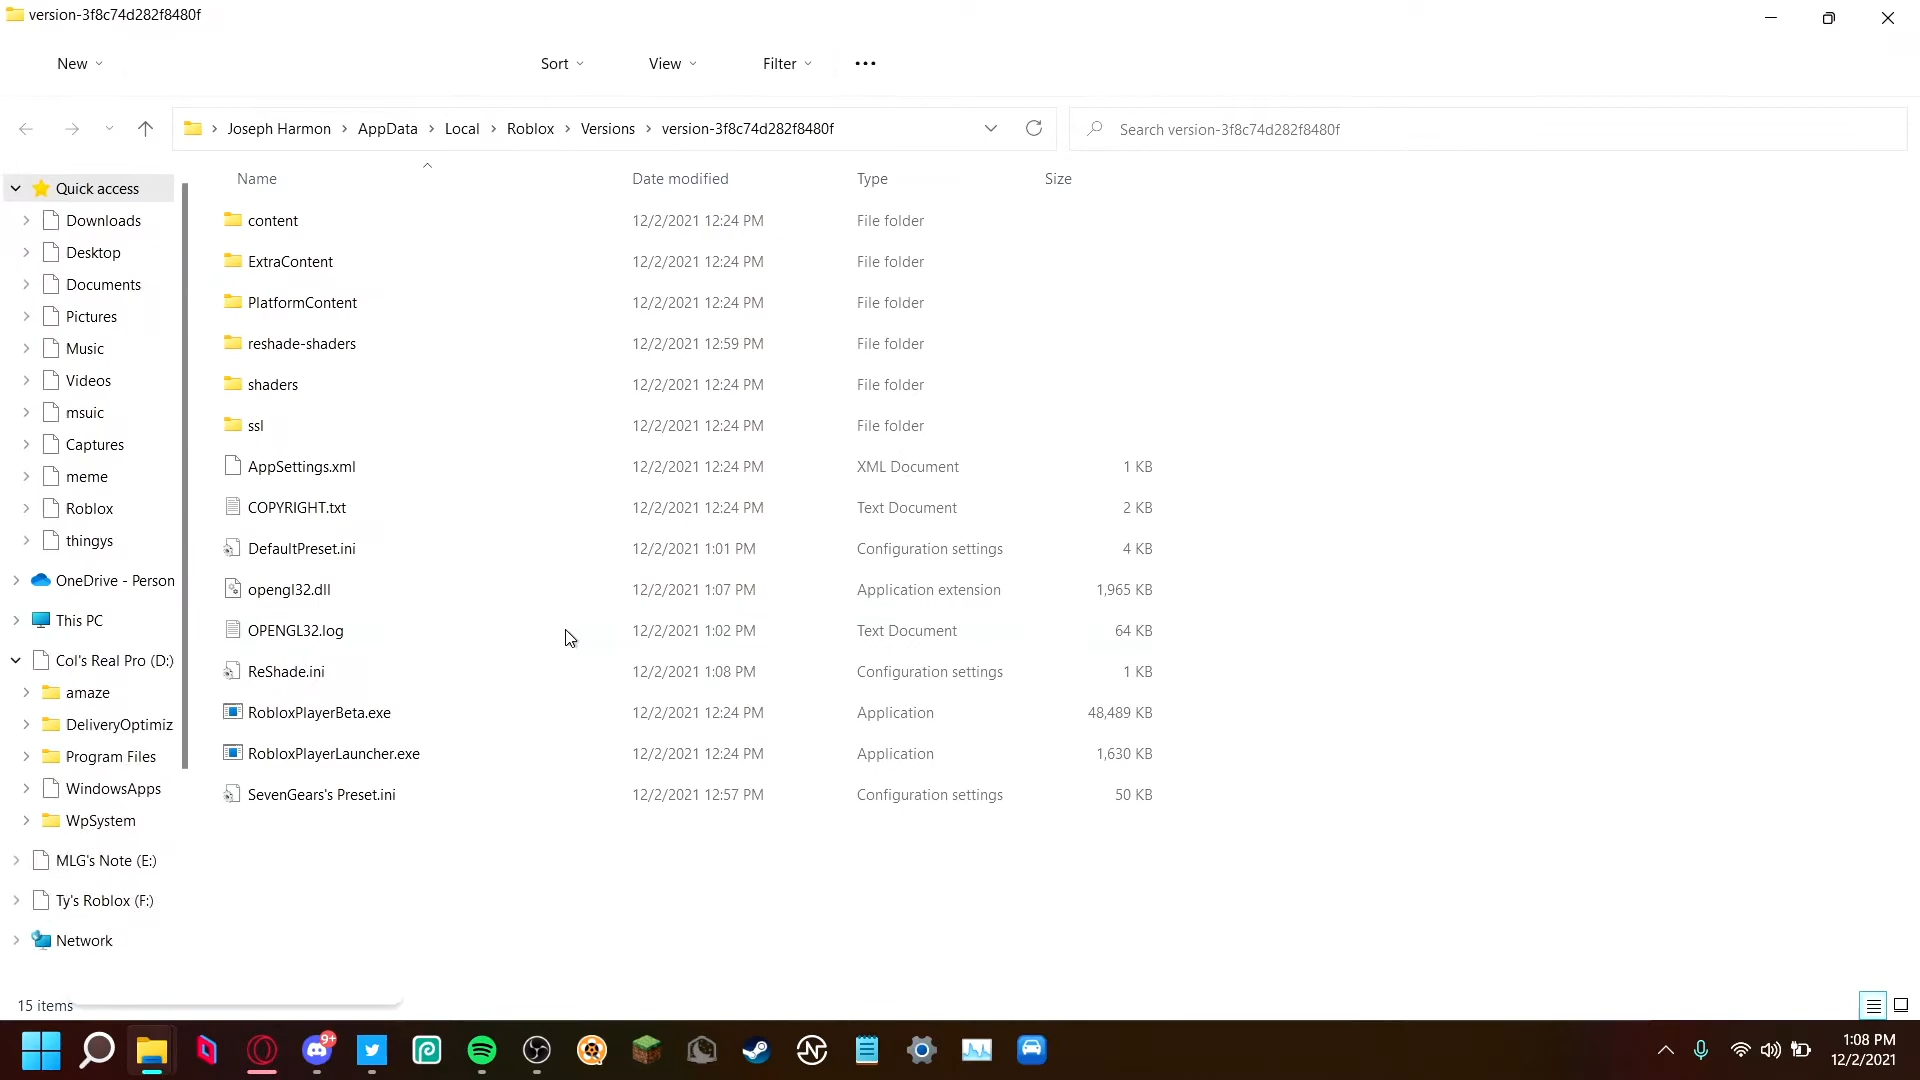 version-3f8c74d282f8480f
New
Sort
View
Filter
Joseph Harmon > AppData > Local > Roblox > Versions > version-3f8c74d282f8480f
Search version-3f8c74d282f8480f
Name Date modified Type Size
Quick access
Downloads
Desktop
Documents
Pictures
Music
Videos
msuic
Captures
meme
Roblox
thingys
OneDrive - Person
This PC
Col's Real Pro (D:)
amaze
DeliveryOptimiz
Program Files
WindowsApps
WpSystem
MLG's Note (E:)
Ty's Roblox (F:)
Network
content 12/2/2021 12:24 PM File folder
ExtraContent 12/2/2021 12:24 PM File folder
PlatformContent 12/2/2021 12:24 PM File folder
reshade-shaders 12/2/2021 12:59 PM File folder
shaders 12/2/2021 12:24 PM File folder
ssl 12/2/2021 12:24 PM File folder
AppSettings.xml 12/2/2021 12:24 PM XML Document 1 KB
COPYRIGHT.txt 12/2/2021 12:24 PM Text Document 2 KB
DefaultPreset.ini 12/2/2021 1:01 PM Configuration settings 4 KB
opengl32.dll 12/2/2021 1:07 PM Application extension 1,965 KB
OPENGL32.log 12/2/2021 1:02 PM Text Document 64 KB
ReShade.ini 12/2/2021 1:08 PM Configuration settings 1 KB
RobloxPlayerBeta.exe 12/2/2021 12:24 PM Application 48,489 KB
RobloxPlayerLauncher.exe 12/2/2021 12:24 PM Application 1,630 KB
SevenGears's Preset.ini 12/2/2021 12:57 PM Configuration settings 50 KB
15 items
9+
1:08 PM
12/2/2021